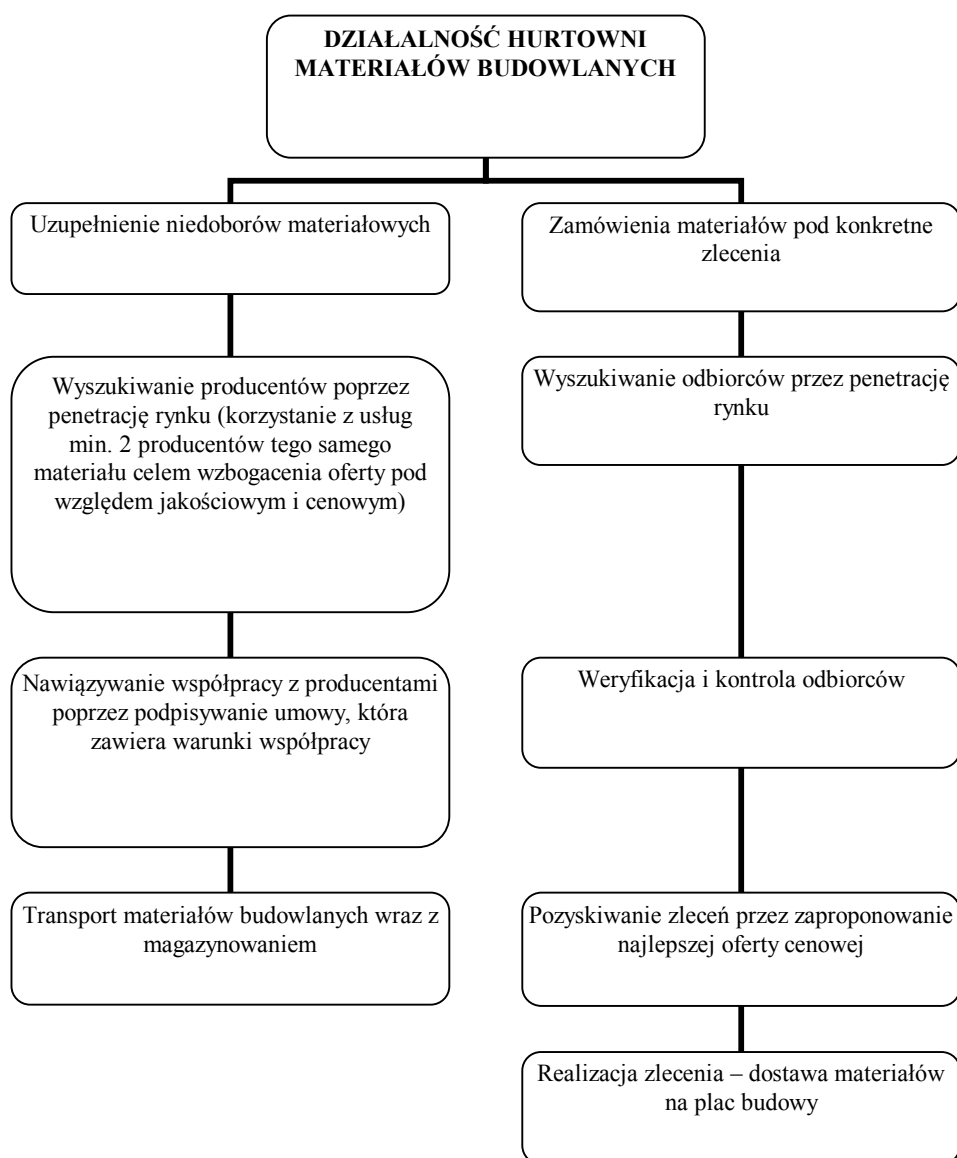 DZIAŁALNOŚĆ HURTOWNI
MATERIAŁÓW BUDOWLANYCH
Uzupełnienie niedoborów materiałowych
Zamówienia materiałów pod konkretne
zlecenia
Wyszukiwanie producentów poprzez
penetrację rynku (korzystanie z usług
min. 2 producentów tego samego
materiału celem wzbogacenia oferty pod
względem jakościowym i cenowym)
Wyszukiwanie odbiorców przez penetrację
rynku
Nawiązywanie współpracy z producentami
poprzez podpisywanie umowy, która
zawiera warunki współpracy
Weryfikacja i kontrola odbiorców
Transport materiałów budowlanych wraz z
magazynowaniem
Pozyskiwanie zleceń przez zaproponowanie
najlepszej oferty cenowej
Realizacja zlecenia – dostawa materiałów
na plac budowy